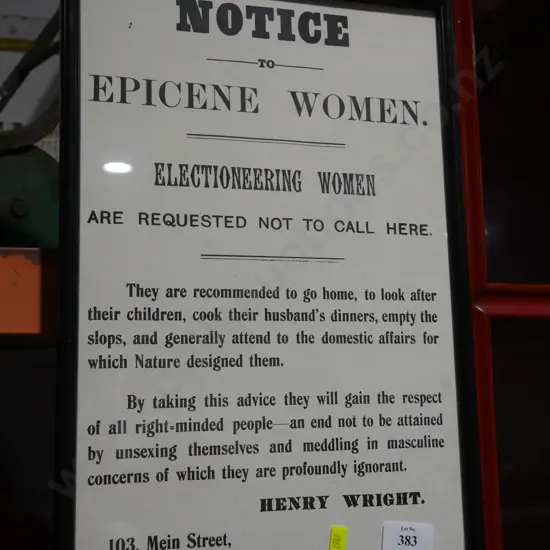 NOTICE
TO
EPICENE WOMEN.
ELECTIONEERING WOMEN
ARE REQUESTED NOT TO CALL HERE.
They are recommended to go home, to look after
their children, cook their husband's dinners, empty the
slops, and generally attend to the domestic affairs for
which Nature designed them.
By taking this advice they will gain the respect
of all right-minded people—an end not to be attained
by unsexing themselves and meddling in masculine
concerns of which they are profoundly ignorant.
HENRY WRIGHT.
103, Mein Street,
Lot No.
383